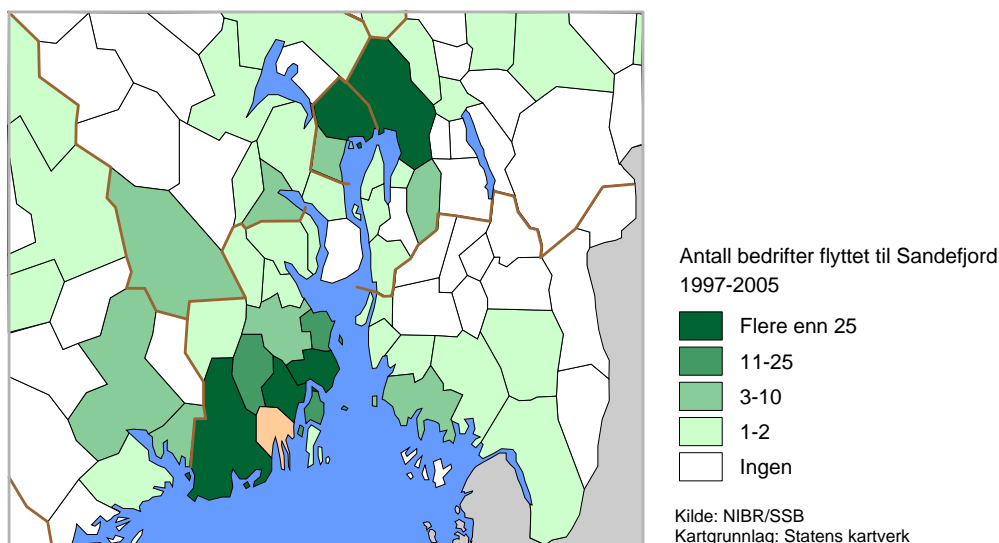 Antall bedrifter flyttet til Sandefjord
1997-2005
Flere enn 25
11-25
3-10
1-2
Ingen
Kilde: NIBR/SSB
Kartgrunnlag: Statens kartverk